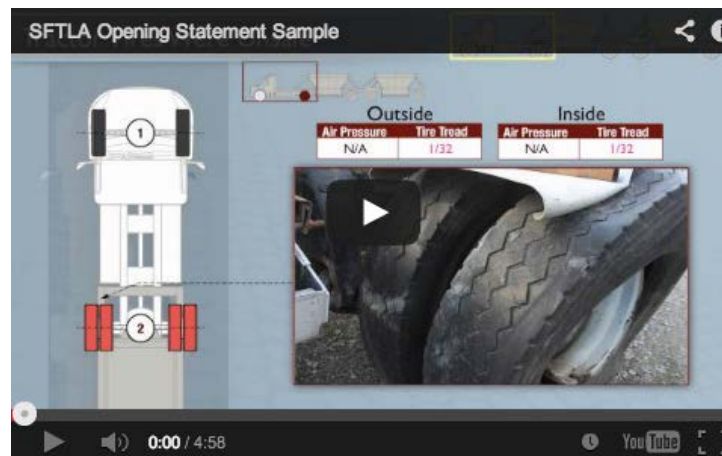 SFTLA Opening Statement Sample
Outside
Inside
Air Pressure Tire Tread
Air Pressure Tire Tread
N/A 1/32
N/A 1/32
1
2
0:00 / 4:58
YouTube